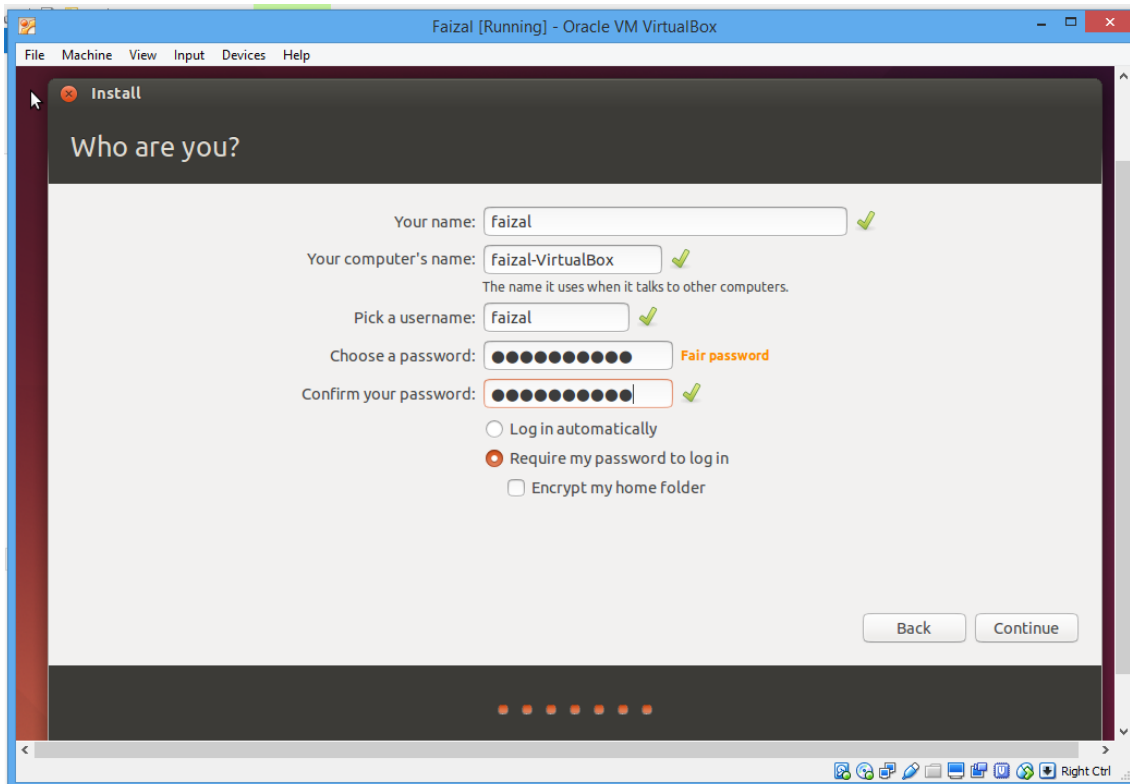 Faizal [Running] - Oracle VM VirtualBox
File Machine View Input Devices Help
Install
Who are you?
Your name: faizal
Your computer's name: faizal-VirtualBox
The name it uses when it talks to other computers.
Pick a username: faizal
Choose a password: ●●●●●●●●●● Fair password
Confirm your password: ●●●●●●●●●●
Log in automatically
Require my password to log in
Encrypt my home folder
Back Continue
Right Ctrl